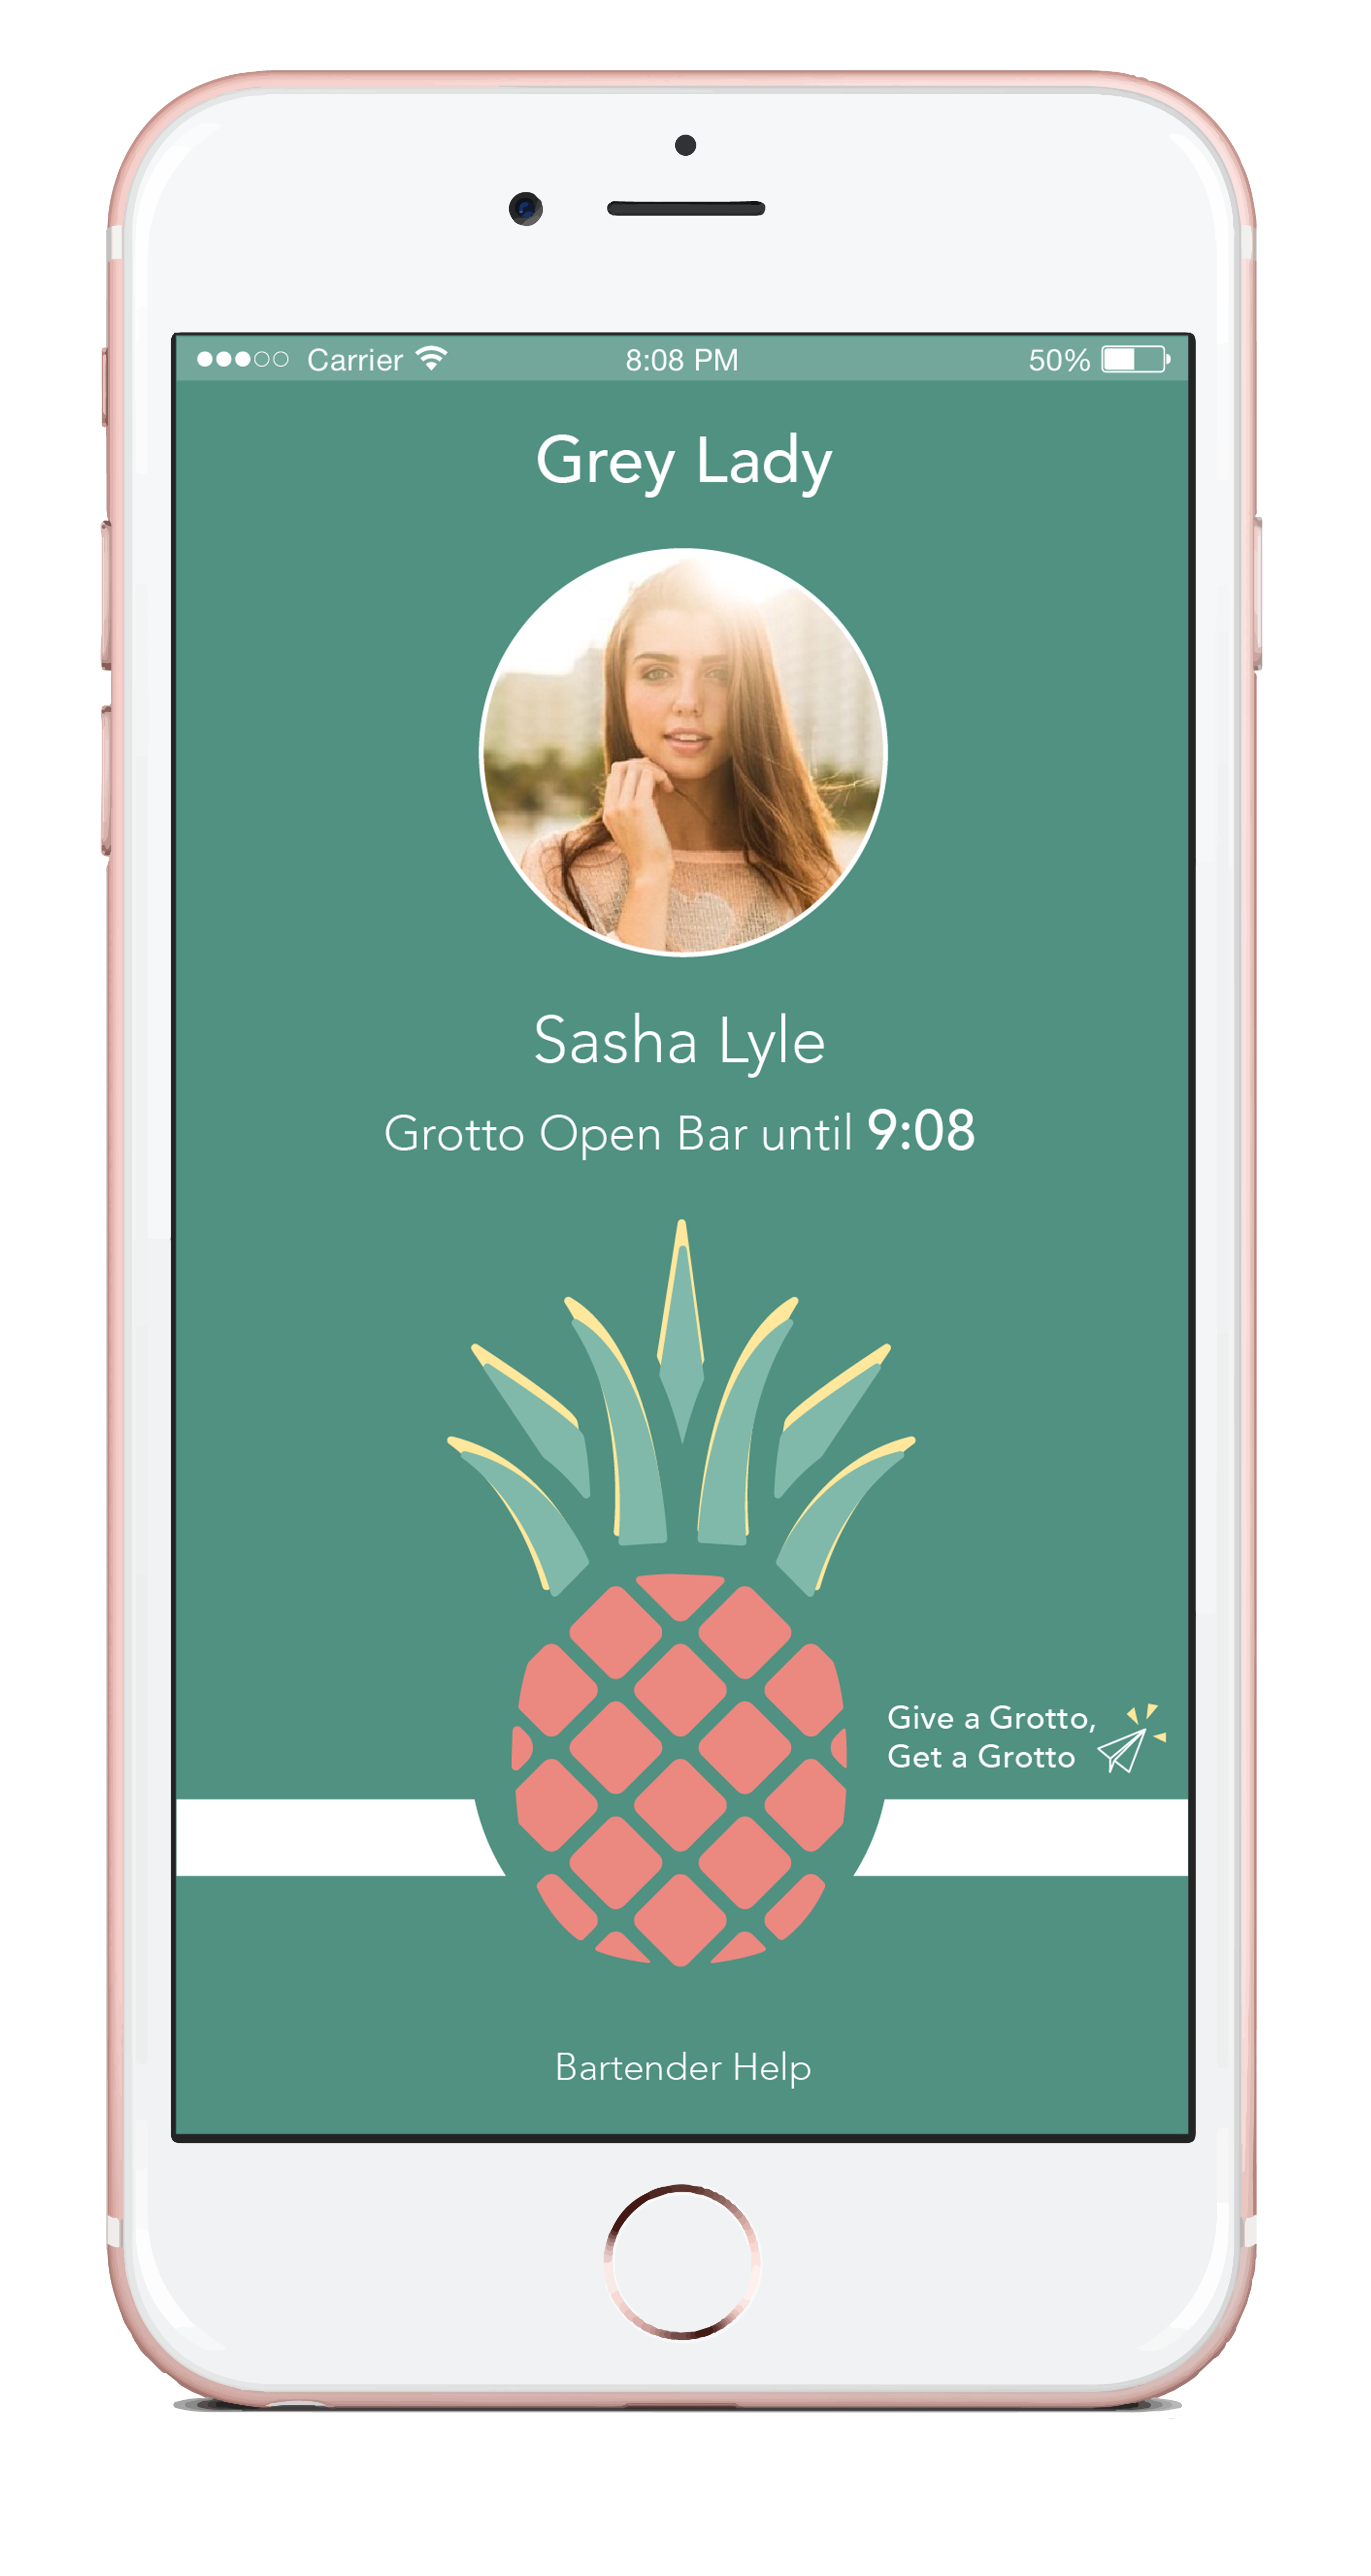 Carrier 8:08 PM 50%
Grey Lady
Sasha Lyle
Grotto Open Bar until 9:08
Give a Grotto,
Get a Grotto
Bartender Help